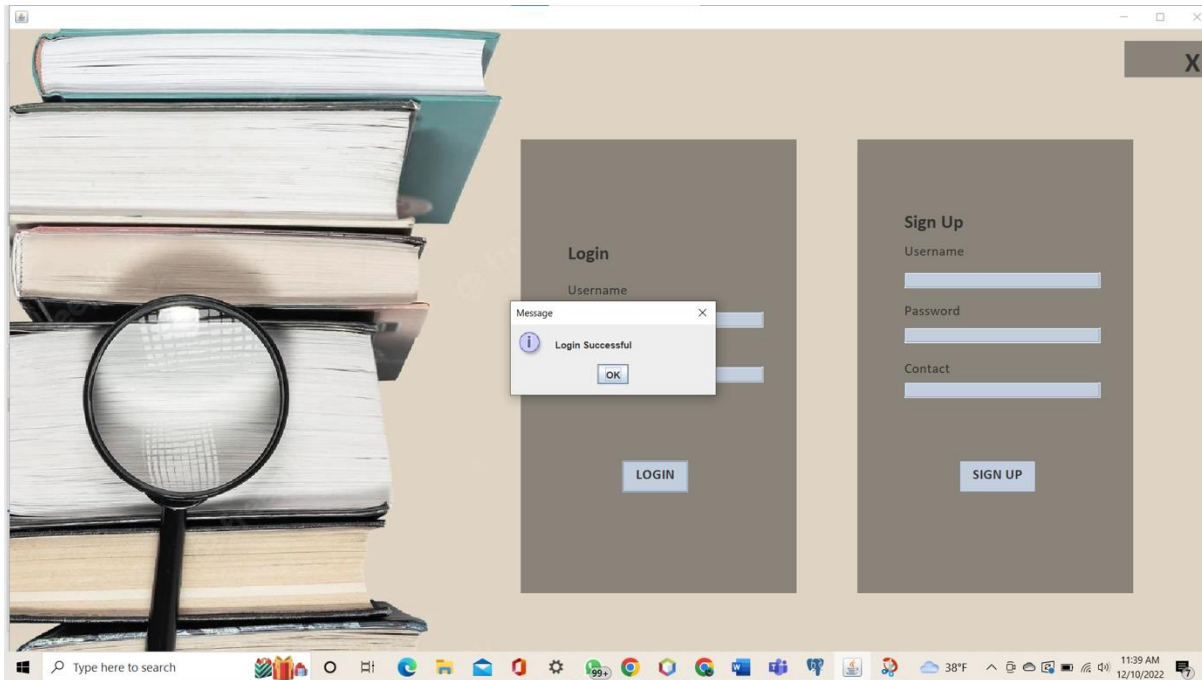 X
Login
Username
Message
Login Successful
OK
LOGIN
Sign Up
Username
Password
Contact
SIGN UP
Type here to search
99+
38°F
11:39 AM
12/10/2022
7